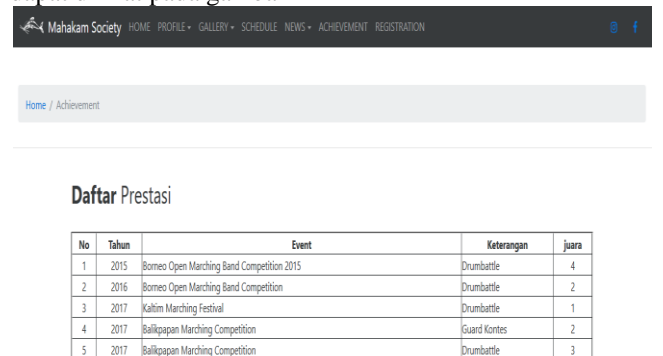 Mahakam Society HOME PROFILE GALLERY SCHEDULE NEWS ACHIEVEMENT REGISTRATION
Home / Achievement
Daftar Prestasi
No Tahun Event Keterangan juara
1 2015 Borneo Open Marching Band Competition 2015 Drumbattle 4
2 2016 Borneo Open Marching Band Competition Drumbattle 2
3 2017 Kaltim Marching Festival Drumbattle 1
4 2017 Balikpapan Marching Competition Guard Kontes 2
5 2017 Balikpapan Marching Competition Drumbattle 3